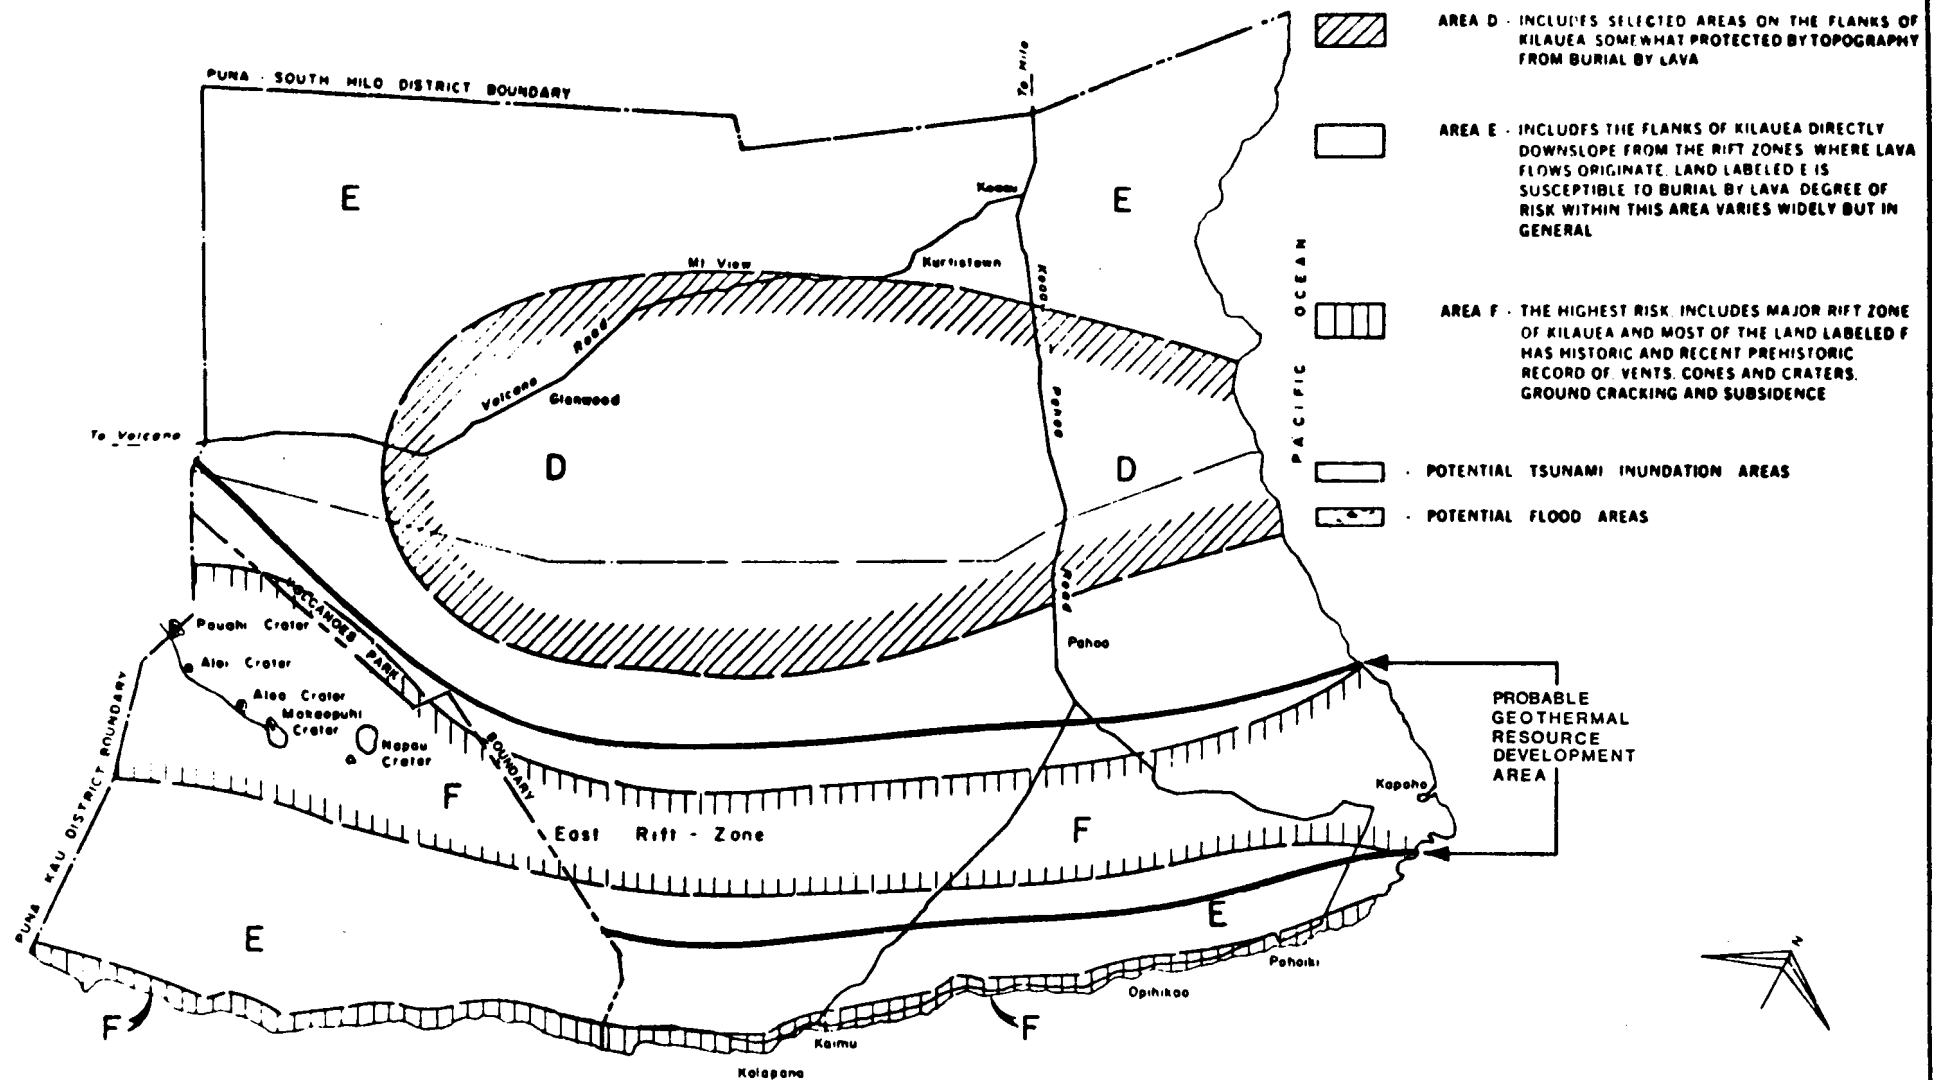 AREA D - INCLUDES SELECTED AREAS ON THE FLANKS OF
KILAUEA SOMEWHAT PROTECTED BY TOPOGRAPHY
FROM BURIAL BY LAVA
AREA E - INCLUDES THE FLANKS OF KILAUEA DIRECTLY
DOWNSLOPE FROM THE RIFT ZONES WHERE LAVA
FLOWS ORIGINATE. LAND LABELED E IS
SUSCEPTIBLE TO BURIAL BY LAVA DEGREE OF
RISK WITHIN THIS AREA VARIES WIDELY BUT IN
GENERAL
AREA F - THE HIGHEST RISK. INCLUDES MAJOR RIFT ZONE
OF KILAUEA AND MOST OF THE LAND LABELED F
HAS HISTORIC AND RECENT PREHISTORIC
RECORD OF VENTS, CONES AND CRATERS,
GROUND CRACKING AND SUBSIDENCE
- POTENTIAL TSUNAMI INUNDATION AREAS
- POTENTIAL FLOOD AREAS
PUNA - SOUTH HILO DISTRICT BOUNDARY
To Hilo
E
E
Keaau
Kurtistown
Mt View
Keaau
Pahoa
Road
Volcano Road
Glenwood
PACIFIC OCEAN
To Volcano
D
D
VOLCANOES PARK
BOUNDARY
Pauahi Crater
Aloi Crater
Alea Crater
Makaopuhi
Crater
Napau
Crater
Pahoa
PROBABLE
GEOTHERMAL
RESOURCE
DEVELOPMENT
AREA
PUNA KAU DISTRICT BOUNDARY
F
East Rift - Zone
F
Kapoho
E
E
Pohoiki
Opihikao
F
F
Kaimu
Kalapana
N